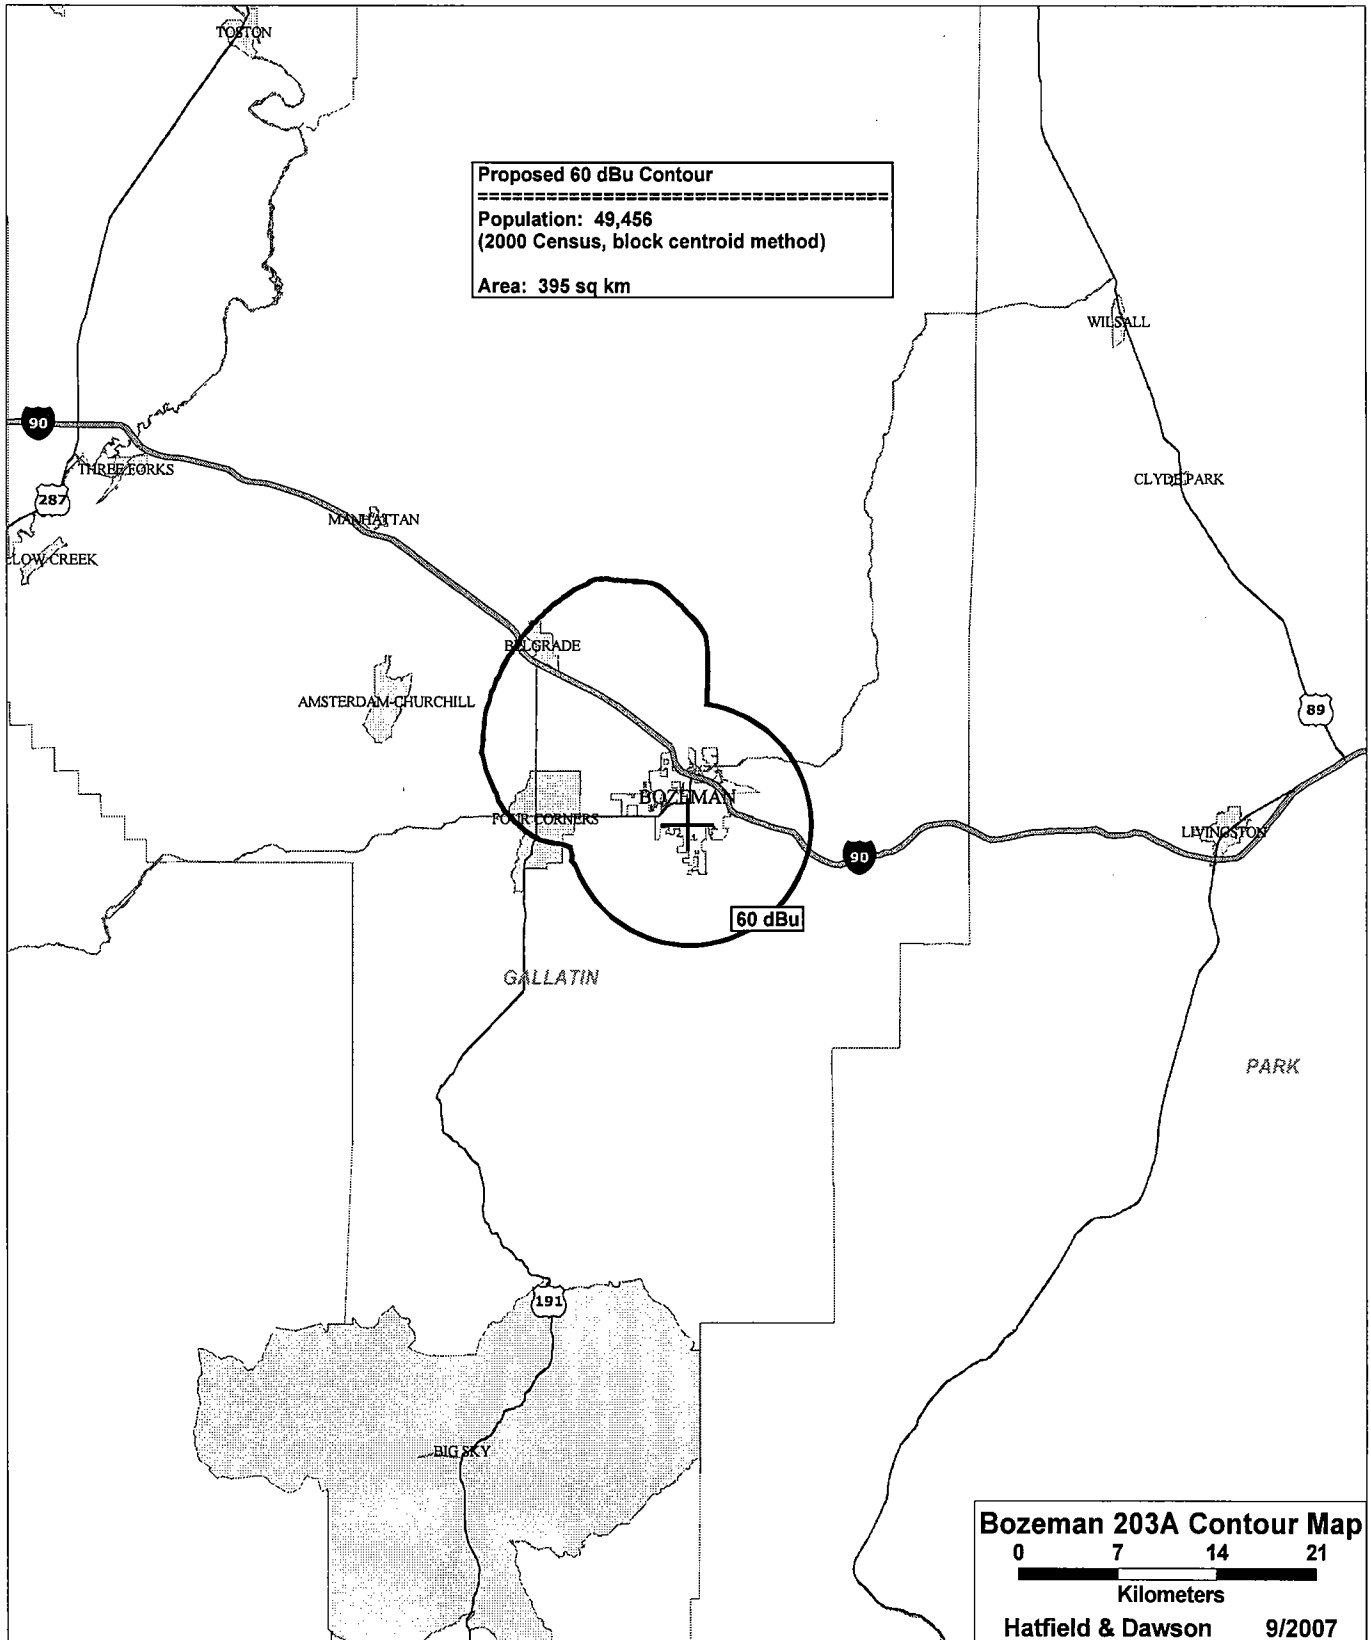 TOSTON
Proposed 60 dBu Contour
====================================
Population: 49,456
(2000 Census, block centroid method)
Area: 395 sq km
WILSALL
90
THREE FORKS
CLYDE PARK
287
MANHATTAN
LOW CREEK
BELGRADE
AMSTERDAM-CHURCHILL
89
BOZEMAN
FOUR CORNERS
LIVINGSTON
90
60 dBu
GALLATIN
PARK
191
BIG SKY
Bozeman 203A Contour Map
0 7 14 21
Kilometers
Hatfield & Dawson 9/2007